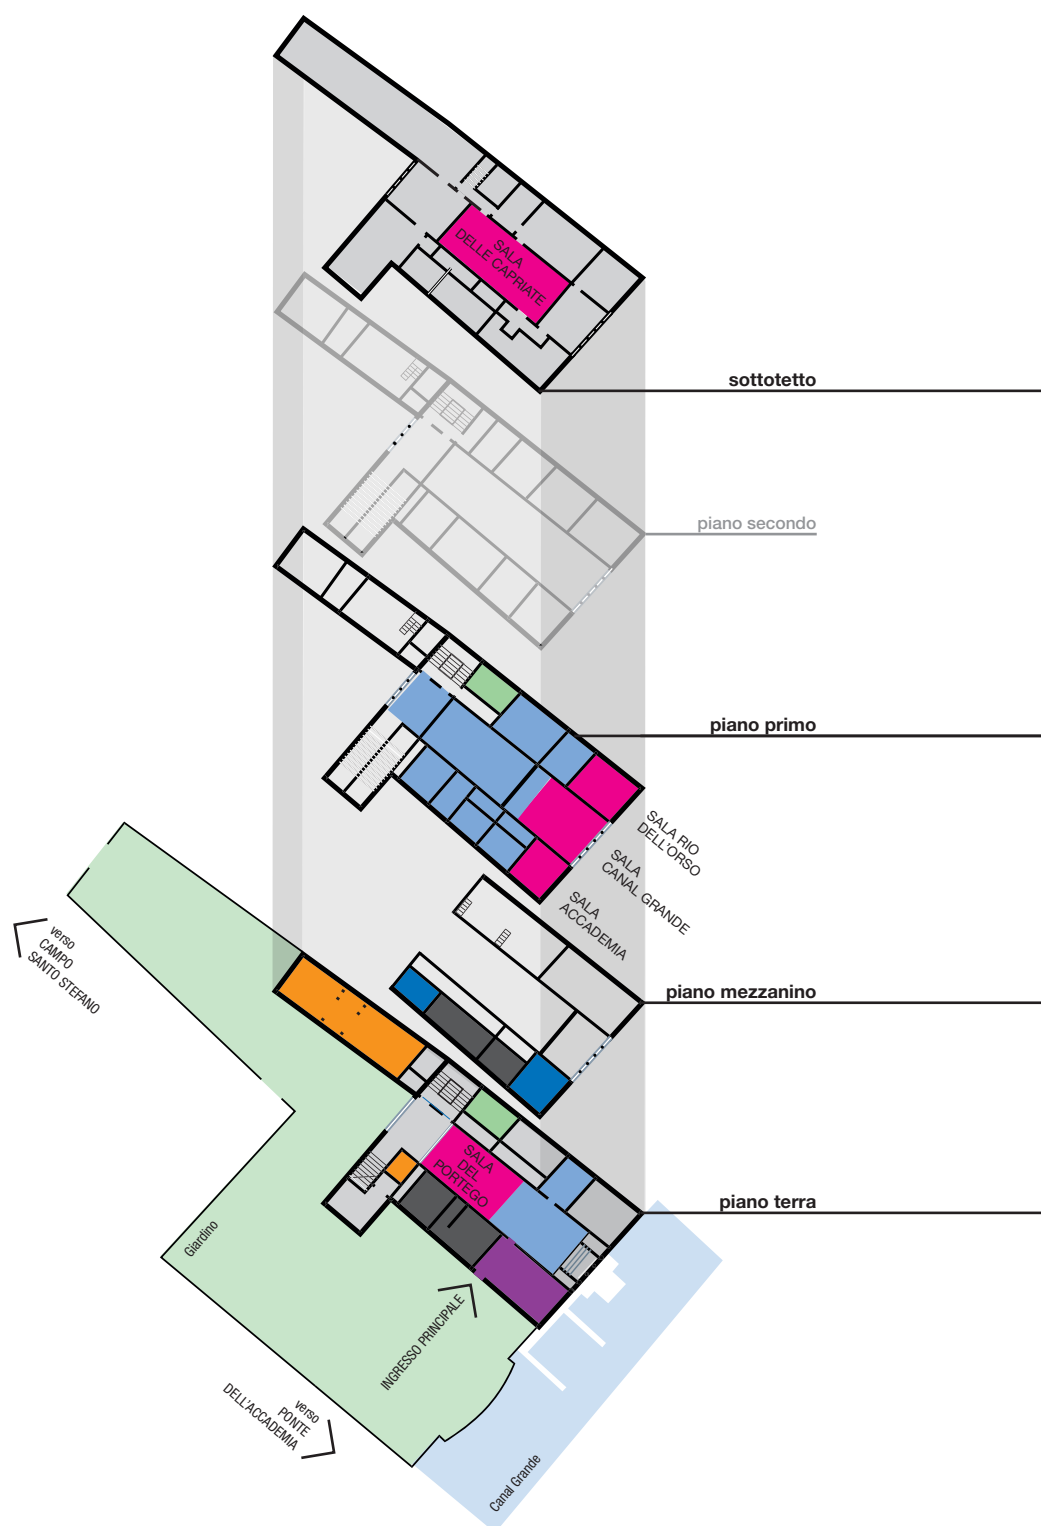 SALA
DELLE CAPRIATE
sottotetto
piano secondo
piano primo
SALA RIO
DELL'ORSO
SALA
CANAL GRANDE
SALA
ACCADEMIA
verso
CAMPO
SANTO STEFANO
piano mezzanino
SALA
DEL
PORTEGO
piano terra
Giardino
INGRESSO PRINCIPALE
verso
PONTE
DELL'ACCADEMIA
Canal Grande